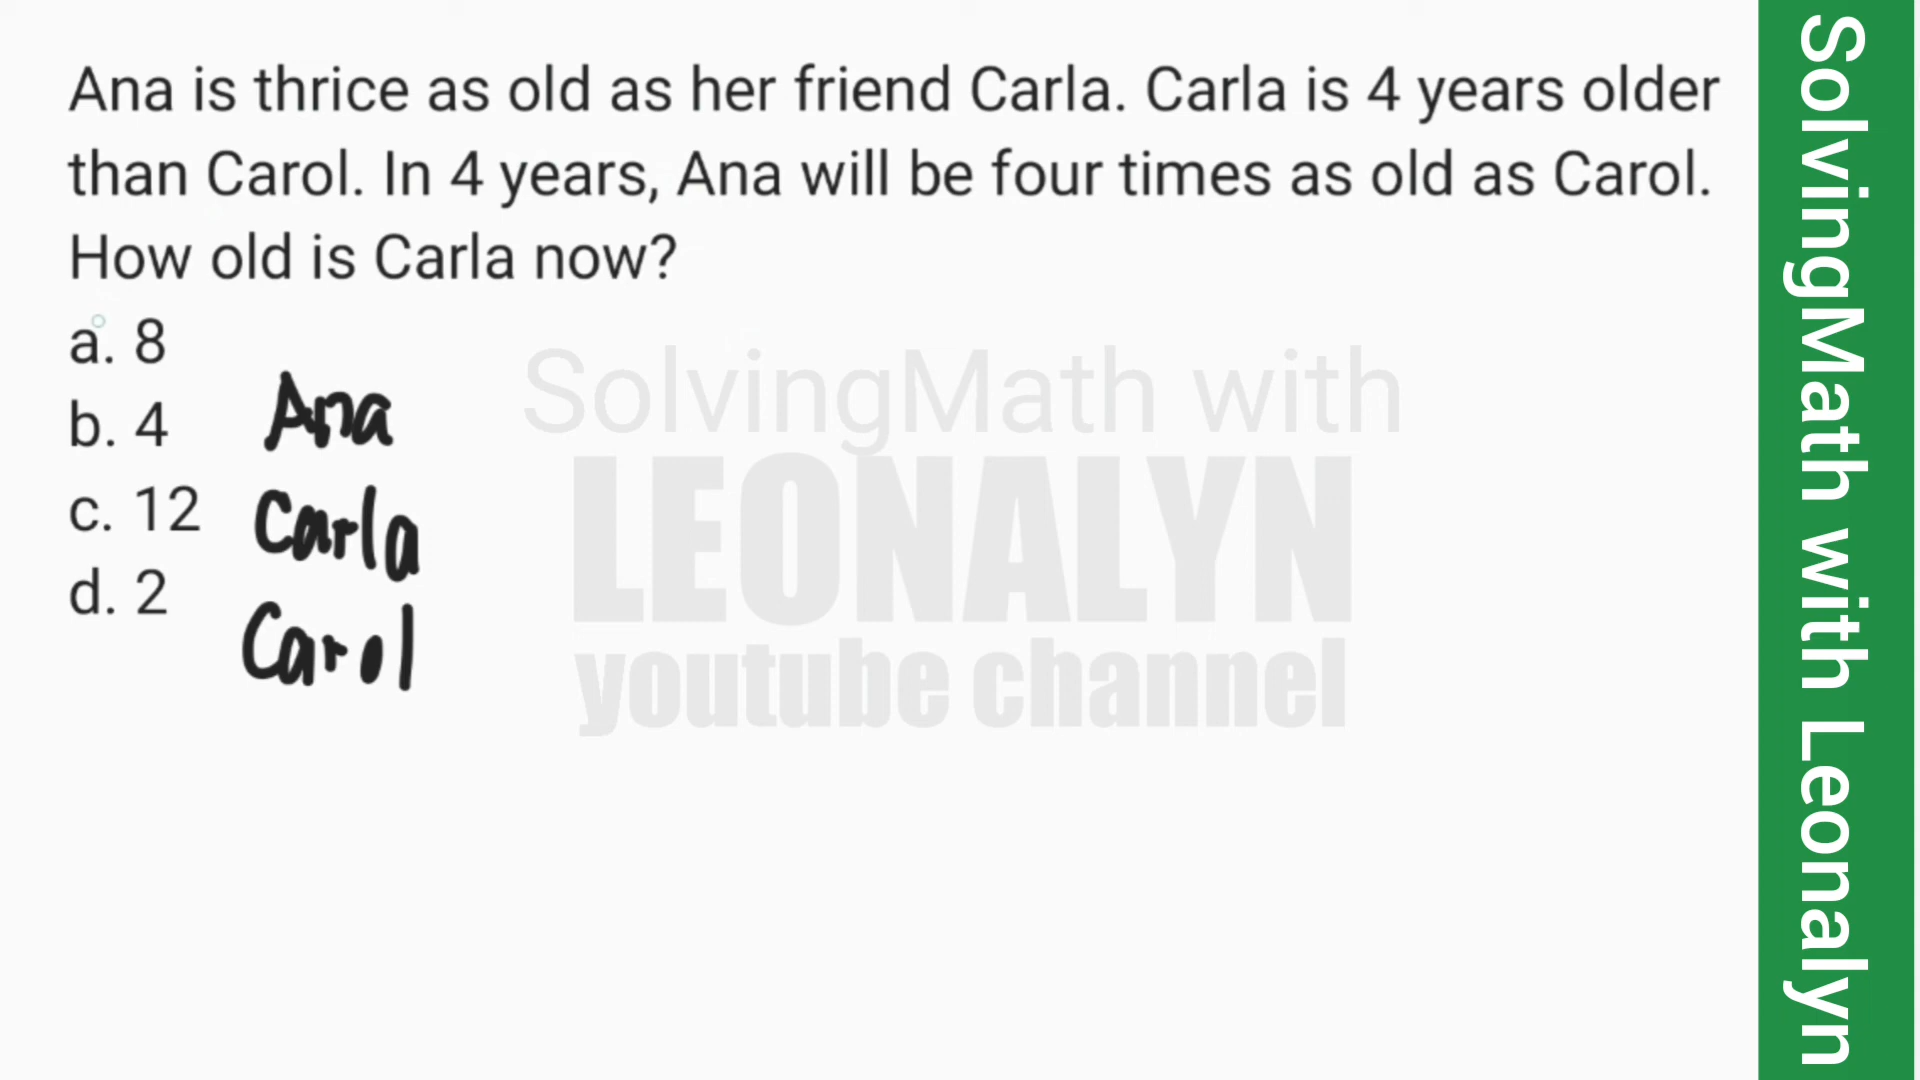 Ana is thrice as old as her friend Carla. Carla is 4 years older
than Carol. In 4 years, Ana will be four times as old as Carol.
How old is Carla now?
a. 8
b. 4
c. 12
d. 2
Ana
Carla
Carol
SolvingMath with
LEONALYN
youtube channel
SolvingMath with Leonalyn